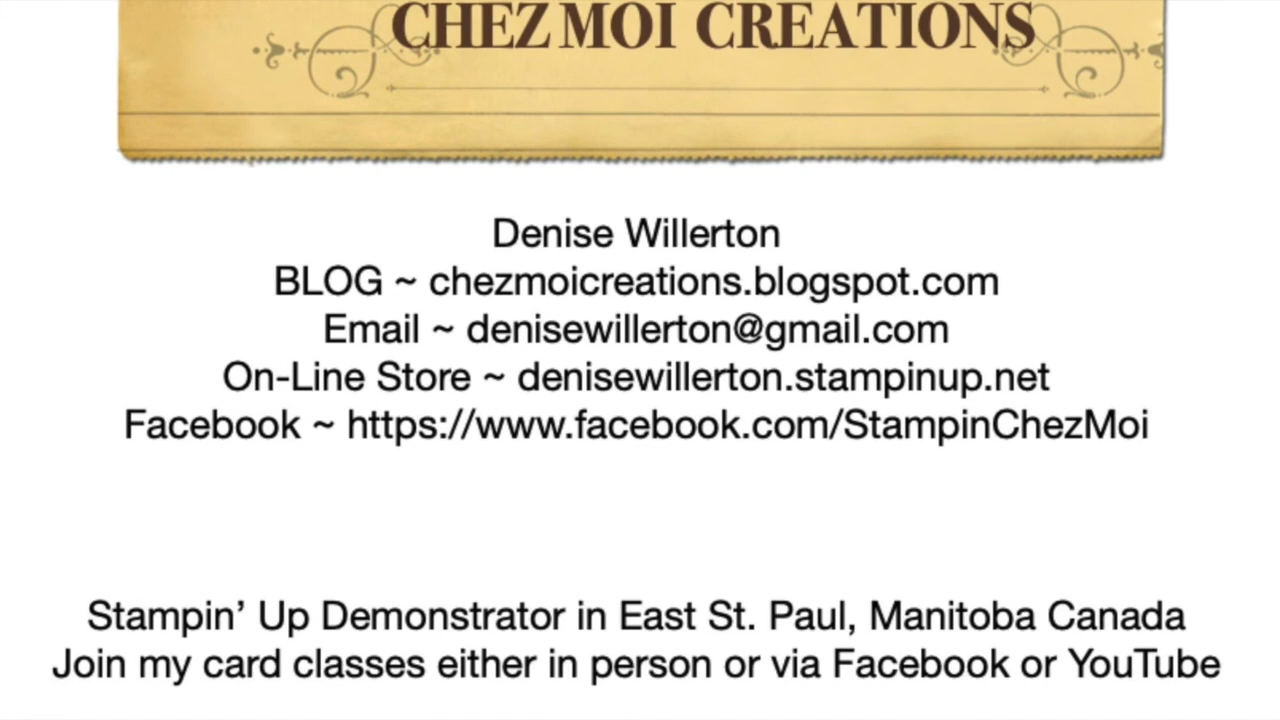 CHEZ MOI CREATIONS
Denise Willerton
BLOG ~ chezmoicreations.blogspot.com
Email ~ denisewillerton@gmail.com
On-Line Store ~ denisewillerton.stampinup.net
Facebook ~ https://www.facebook.com/StampinChezMoi
Stampin’ Up Demonstrator in East St. Paul, Manitoba Canada
Join my card classes either in person or via Facebook or YouTube